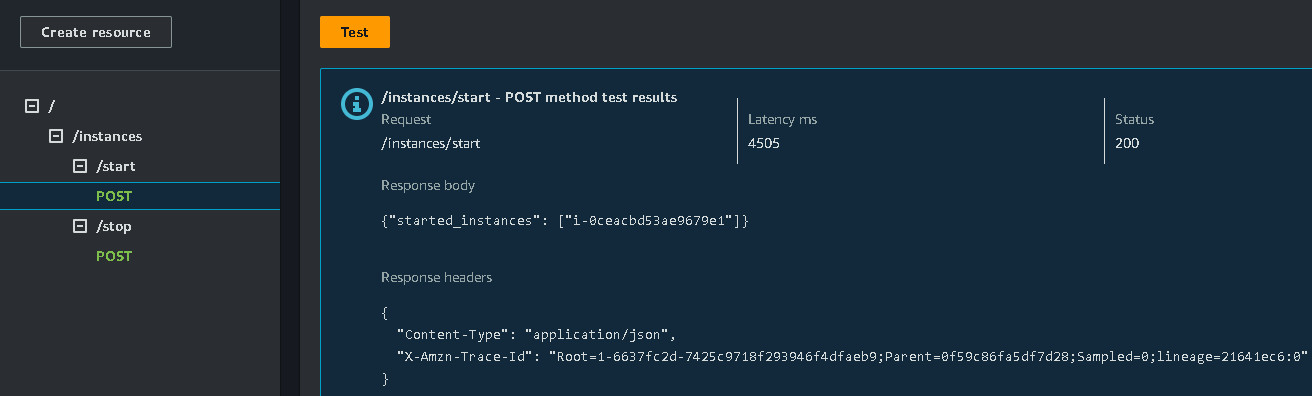 Create resource
/
/instances
/start
POST
/stop
POST
Test
/instances/start - POST method test results
Request
/instances/start
Latency ms
4505
Status
200
Response body
{"started_instances": ["i-0ceacbd53ae9679e1"]}
Response headers
{
"Content-Type": "application/json",
"X-Amzn-Trace-Id": "Root=1-6637fc2d-7425c9718f293946f4dfaeb9;Parent=0f59c86fa5df7d28;Sampled=0;lineage=21641ec6:0"
}